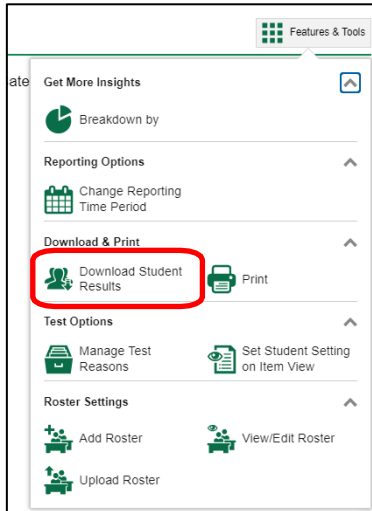 Features & Tools
ate
Get More Insights
Breakdown by
Reporting Options
Change Reporting
Time Period
Download & Print
Download Student
Results
Print
Test Options
Manage Test
Reasons
Set Student Setting
on Item View
Roster Settings
Add Roster
View/Edit Roster
Upload Roster